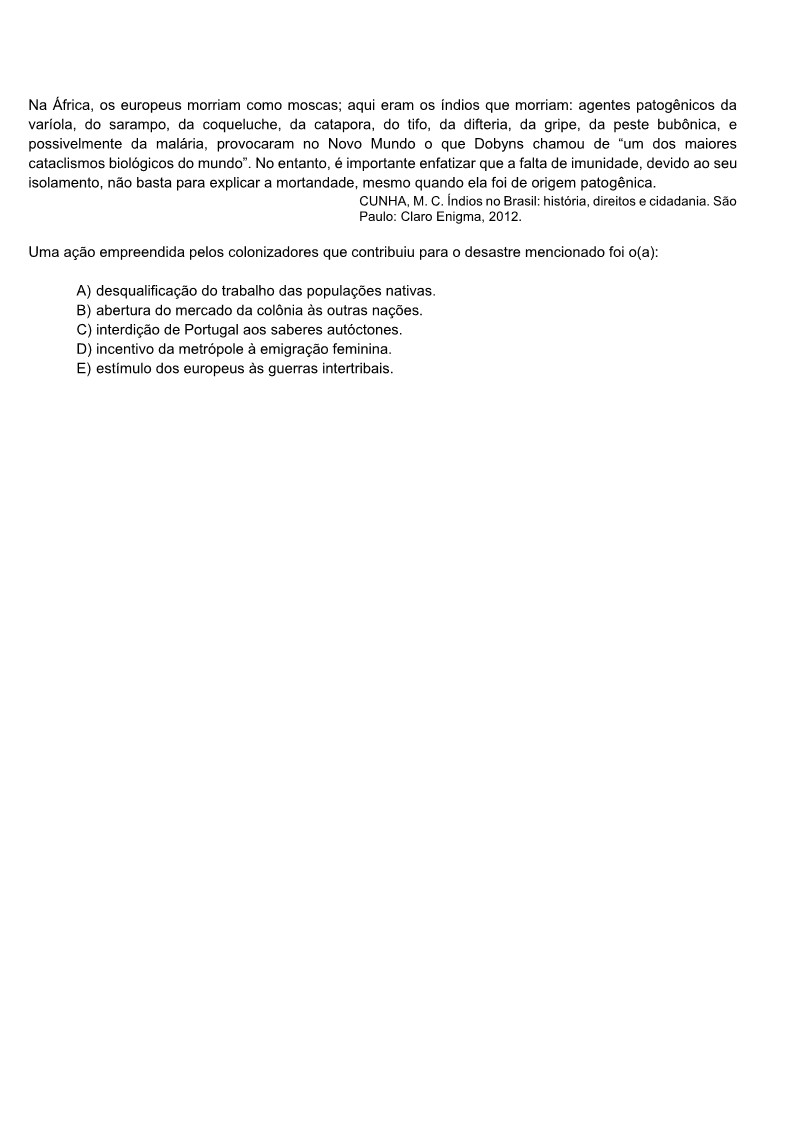 Na África, os europeus morriam como moscas; aqui eram os índios que morriam: agentes patogênicos da
varíola, do sarampo, da coqueluche, da catapora, do tifo, da difteria, da gripe, da peste bubônica, e
possivelmente da malária, provocaram no Novo Mundo o que Dobyns chamou de “um dos maiores
cataclismos biológicos do mundo”. No entanto, é importante enfatizar que a falta de imunidade, devido ao seu
isolamento, não basta para explicar a mortandade, mesmo quando ela foi de origem patogênica.
CUNHA, M. C. Índios no Brasil: história, direitos e cidadania. São
Paulo: Claro Enigma, 2012.
Uma ação empreendida pelos colonizadores que contribuiu para o desastre mencionado foi o(a):
A) desqualificação do trabalho das populações nativas.
B) abertura do mercado da colônia às outras nações.
C) interdição de Portugal aos saberes autóctones.
D) incentivo da metrópole à emigração feminina.
E) estímulo dos europeus às guerras intertribais.